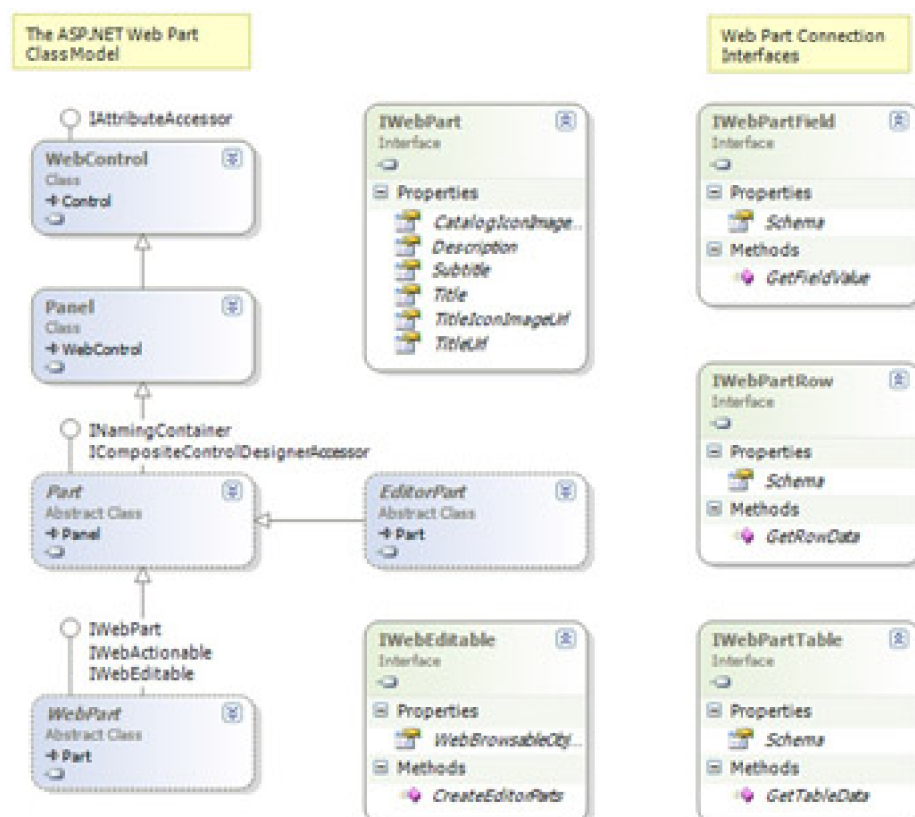 The ASP.NET Web Part
Class Model
Web Part Connection
Interfaces
IAttributeAccessor
WebControl
Class
Control
Panel
Class
WebControl
INamingContainer
ICompositeControlDesignerAccessor
Part
Abstract Class
Panel
EditorPart
Abstract Class
Part
IWebPart
IWebActionable
IWebEditable
WebPart
Abstract Class
Part
IWebPart
Interface
Properties
CatalogIconImage...
Description
Subtitle
Title
TitleIconImageUrl
TitleUrl
IWebEditable
Interface
Properties
WebBrowsableObj...
Methods
CreateEditorParts
IWebPartField
Interface
Properties
Schema
Methods
GetFieldValue
IWebPartRow
Interface
Properties
Schema
Methods
GetRowData
IWebPartTable
Interface
Properties
Schema
Methods
GetTableData